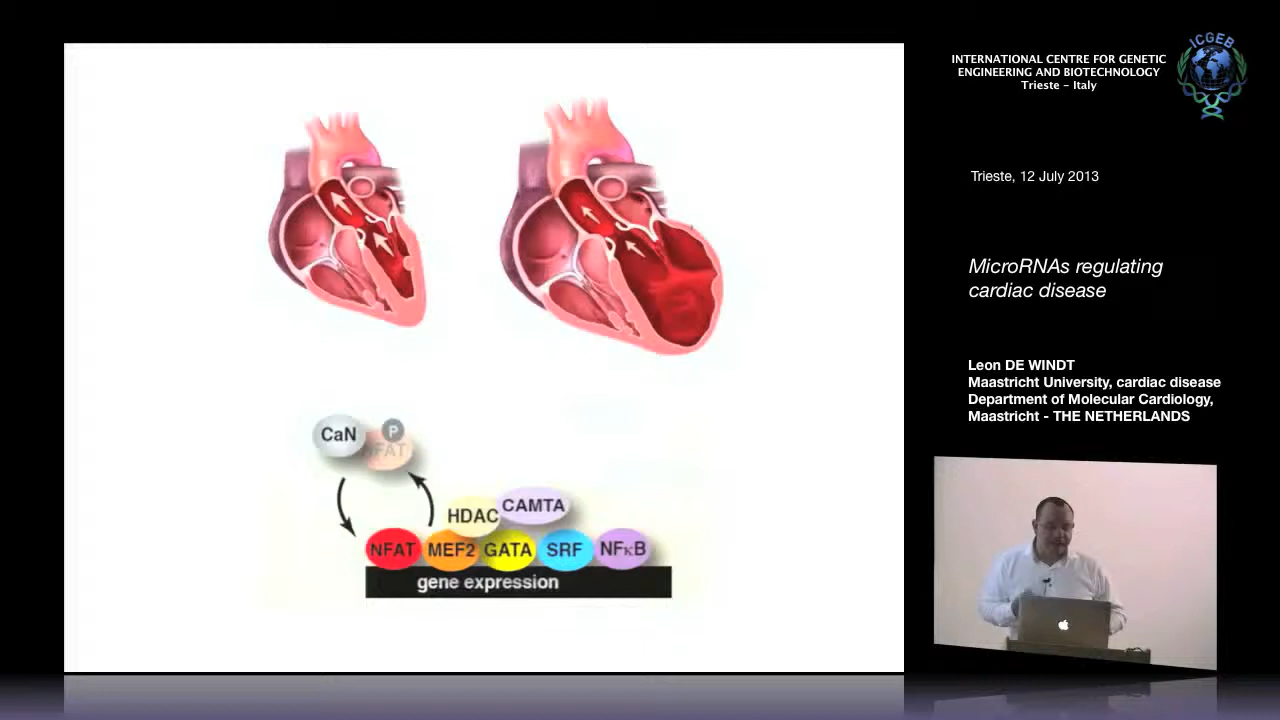 INTERNATIONAL CENTRE FOR GENETIC
ENGINEERING AND BIOTECHNOLOGY
Trieste – Italy
ICGEB
Trieste, 12 July 2013
MicroRNAs regulating
cardiac disease
Leon DE WINDT
Maastricht University, cardiac disease
Department of Molecular Cardiology,
Maastricht - THE NETHERLANDS
CaN
P
NFAT
HDAC
CAMTA
NFAT MEF2 GATA SRF NFκB
gene expression